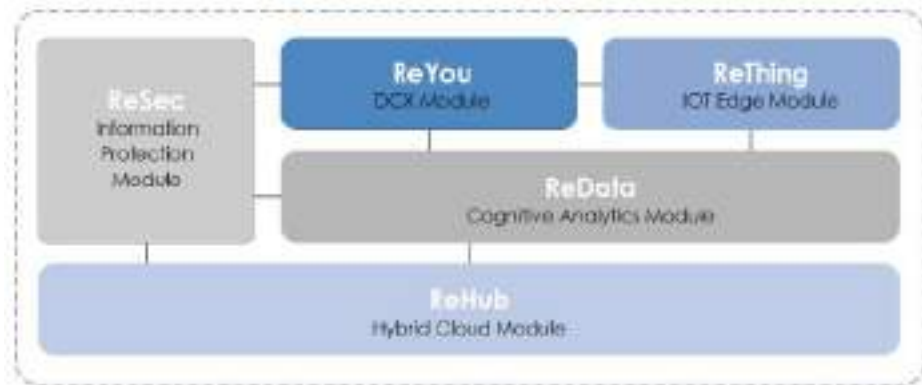 ReSec
Information
Protection
Module
ReYou
DCX Module
ReThing
IOT Edge Module
ReData
Cognitive Analytics Module
ReHub
Hybrid Cloud Module